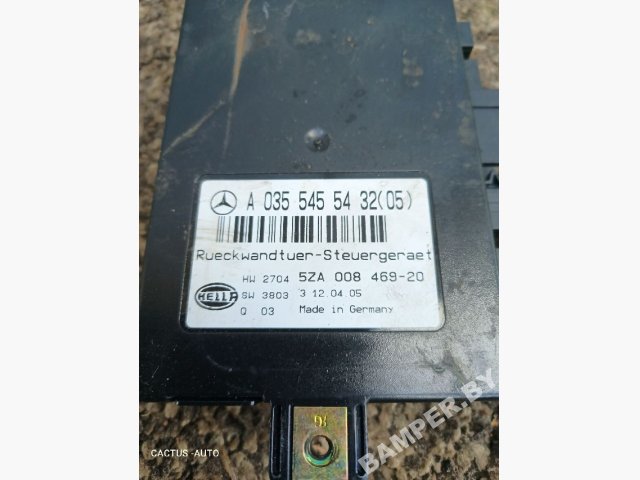 A 035 545 54 32(05)
Rueckwandtuer-Steuergeraet
HW 2704 5ZA 008 469-20
HELLA SW 3803 3 12.04.05
Q 03 Made in Germany
16
CACTUS-AUTO
BAMPER.BY